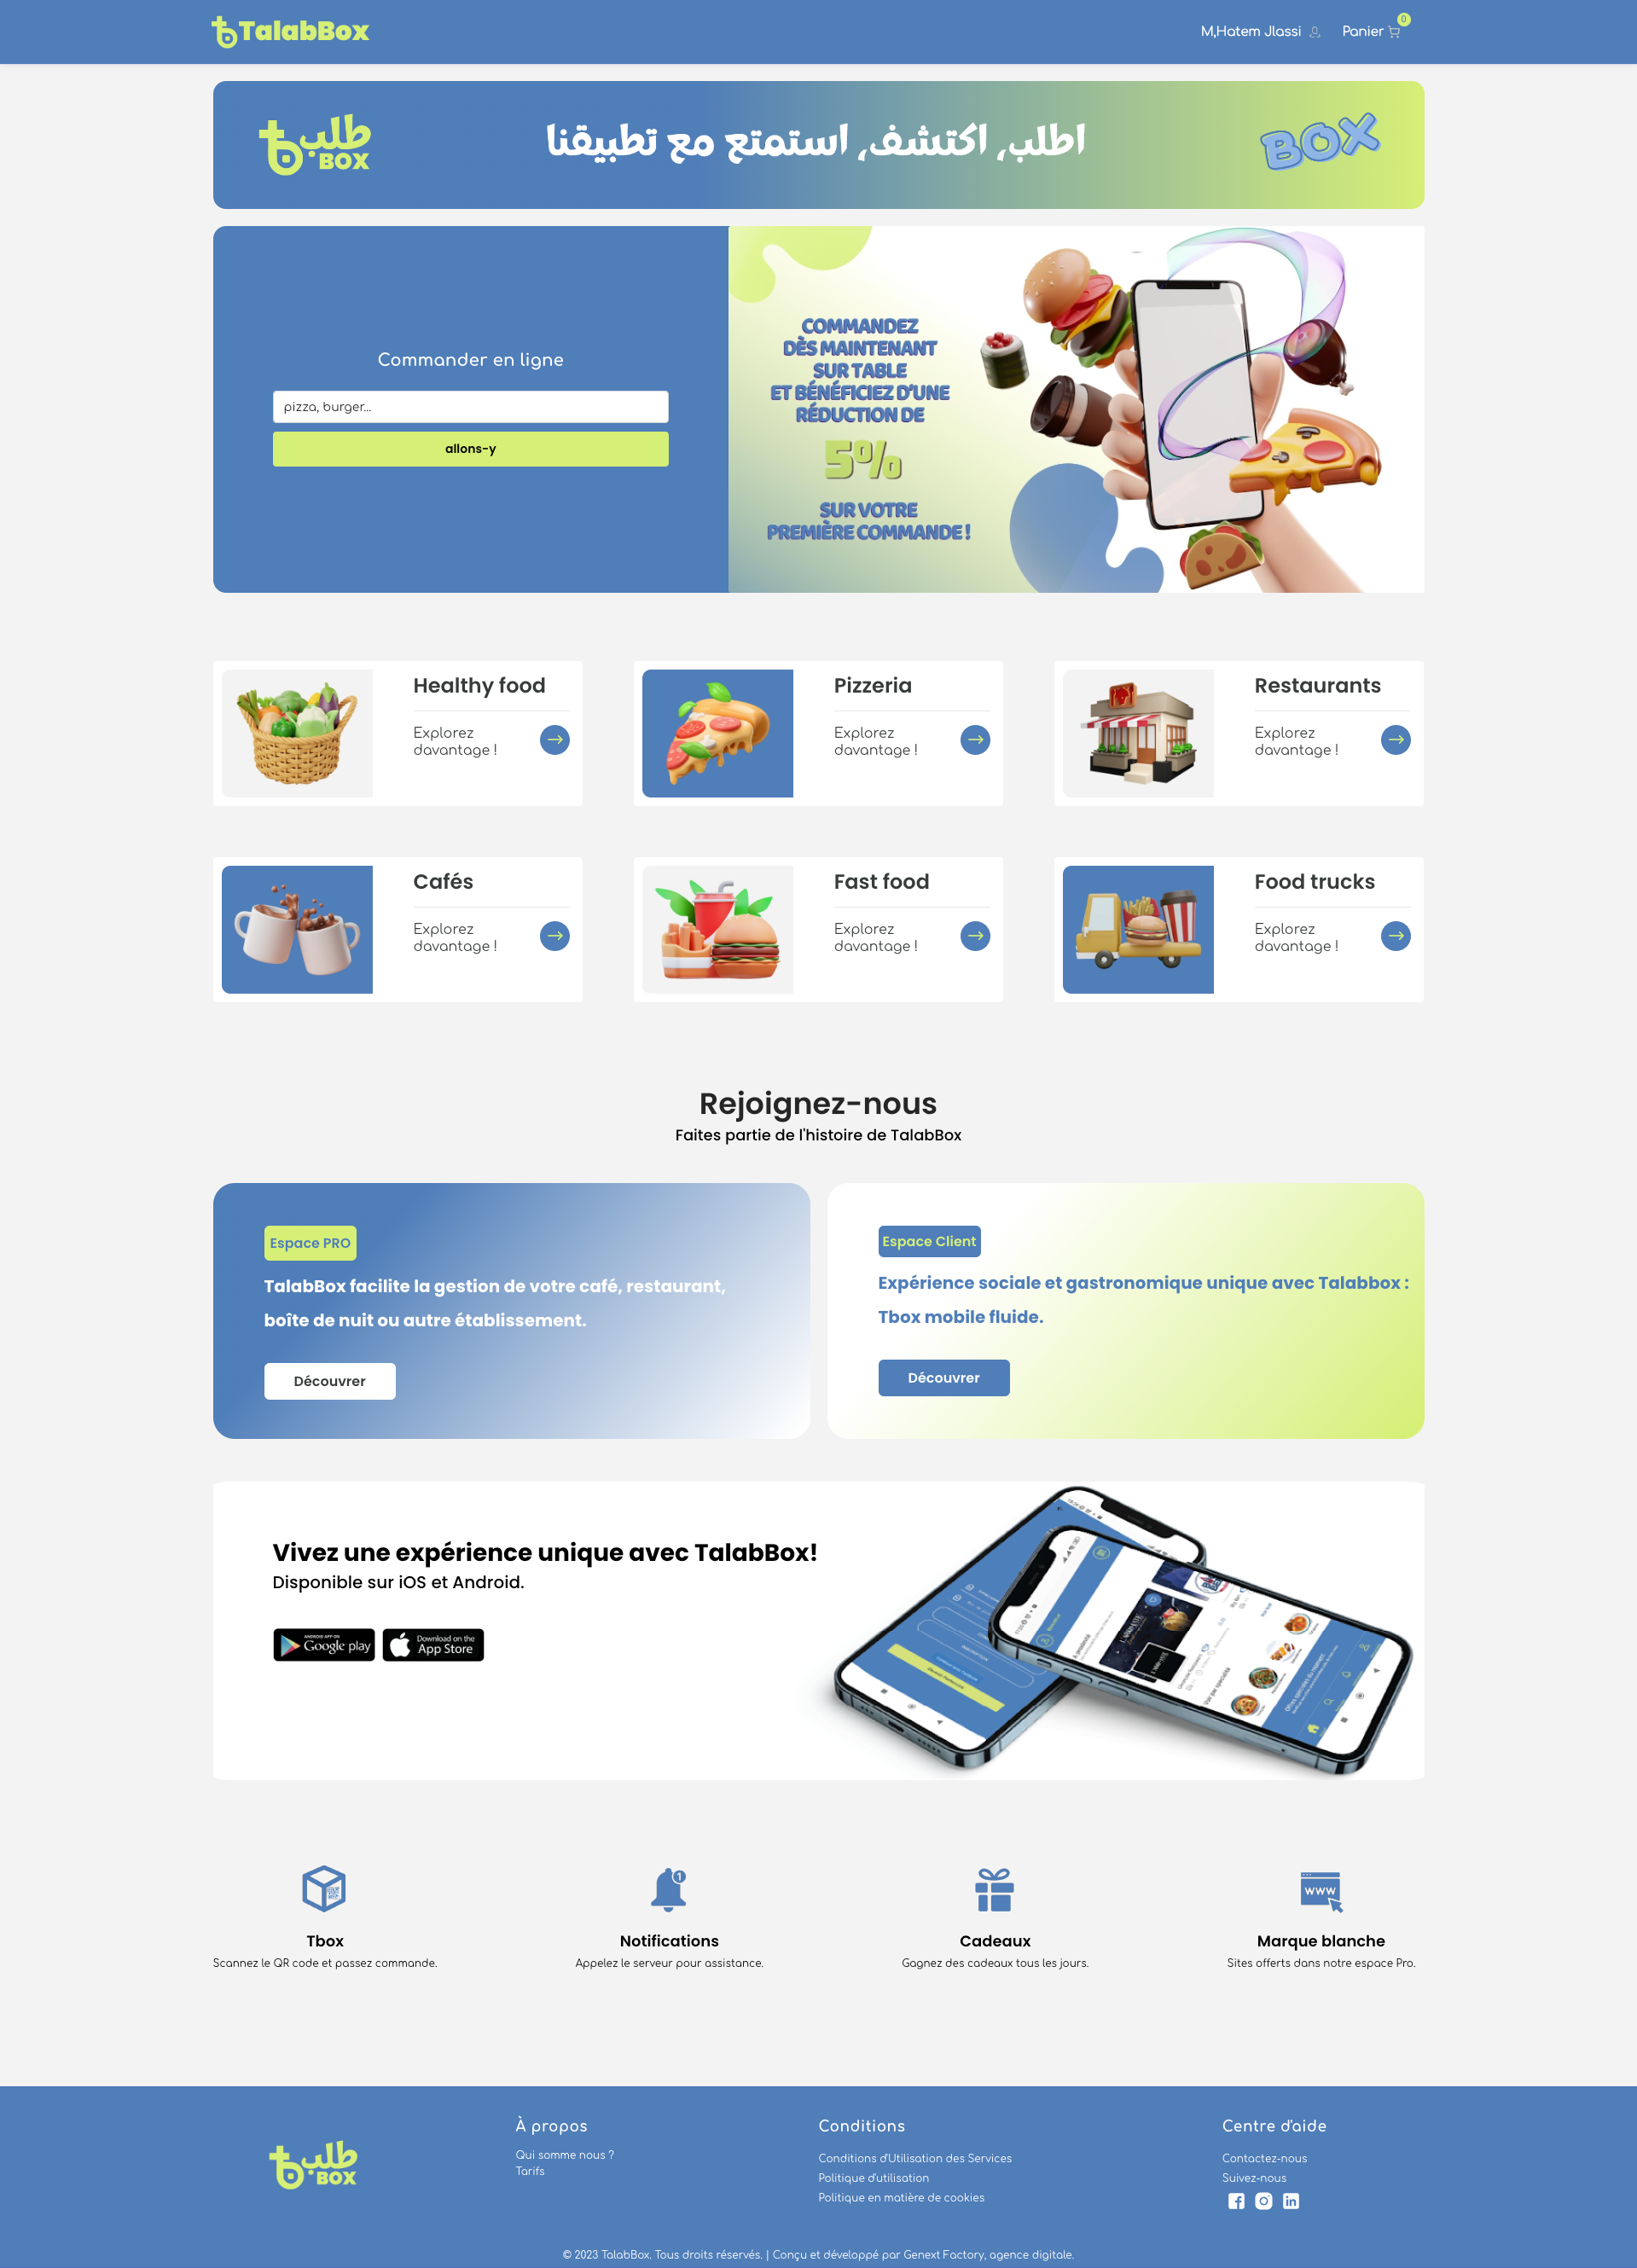 TalabBox
M,Hatem Jlassi
Panier
0
طلب
BOX
اطلب, اكتشف, استمتع مع تطبيقنا
BOX
Commander en ligne
pizza, burger...
allons-y
COMMANDEZ
DÈS MAINTENANT
SUR TABLE
ET BÉNÉFICIEZ D'UNE
RÉDUCTION DE
5%
SUR VOTRE
PREMIÈRE COMMANDE !
Healthy food
Explorez
davantage !
Pizzeria
Explorez
davantage !
Restaurants
Explorez
davantage !
Cafés
Explorez
davantage !
Fast food
Explorez
davantage !
Food trucks
Explorez
davantage !
Rejoignez-nous
Faites partie de l'histoire de TalabBox
Espace PRO
TalabBox facilite la gestion de votre café, restaurant,
boîte de nuit ou autre établissement.
Découvrer
Espace Client
Expérience sociale et gastronomique unique avec Talabbox :
Tbox mobile fluide.
Découvrer
Vivez une expérience unique avec TalabBox!
Disponible sur iOS et Android.
ANDROID APP ON
Google play
Download on the
App Store
1
www
Tbox
Scannez le QR code et passez commande.
Notifications
Appelez le serveur pour assistance.
Cadeaux
Gagnez des cadeaux tous les jours.
Marque blanche
Sites offerts dans notre espace Pro.
طلب
BOX
À propos
Qui somme nous ?
Tarifs
Conditions
Conditions d'Utilisation des Services
Politique d'utilisation
Politique en matière de cookies
Centre d'aide
Contactez-nous
Suivez-nous
© 2023 TalabBox. Tous droits réservés. | Conçu et développé par Genext Factory, agence digitale.